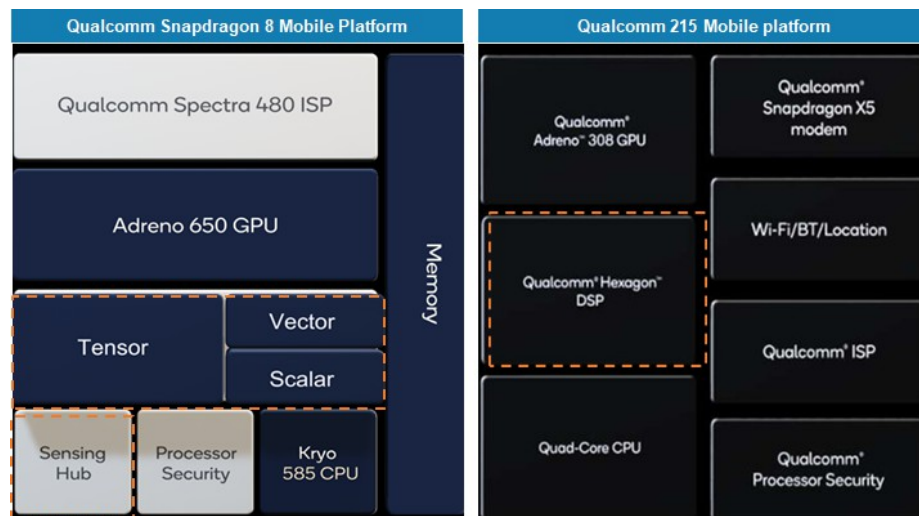 Qualcomm Snapdragon 8 Mobile Platform
Qualcomm Spectra 480 ISP
Adreno 650 GPU
Tensor
Vector
Scalar
Sensing
Hub
Processor
Security
Kryo
585 CPU
Memory
Qualcomm 215 Mobile platform
Qualcomm®
Adreno™ 308 GPU
Qualcomm® Hexagon™
DSP
Quad-Core CPU
Qualcomm®
Snapdragon X5
modem
Wi-Fi/BT/Location
Qualcomm® ISP
Qualcomm®
Processor Security